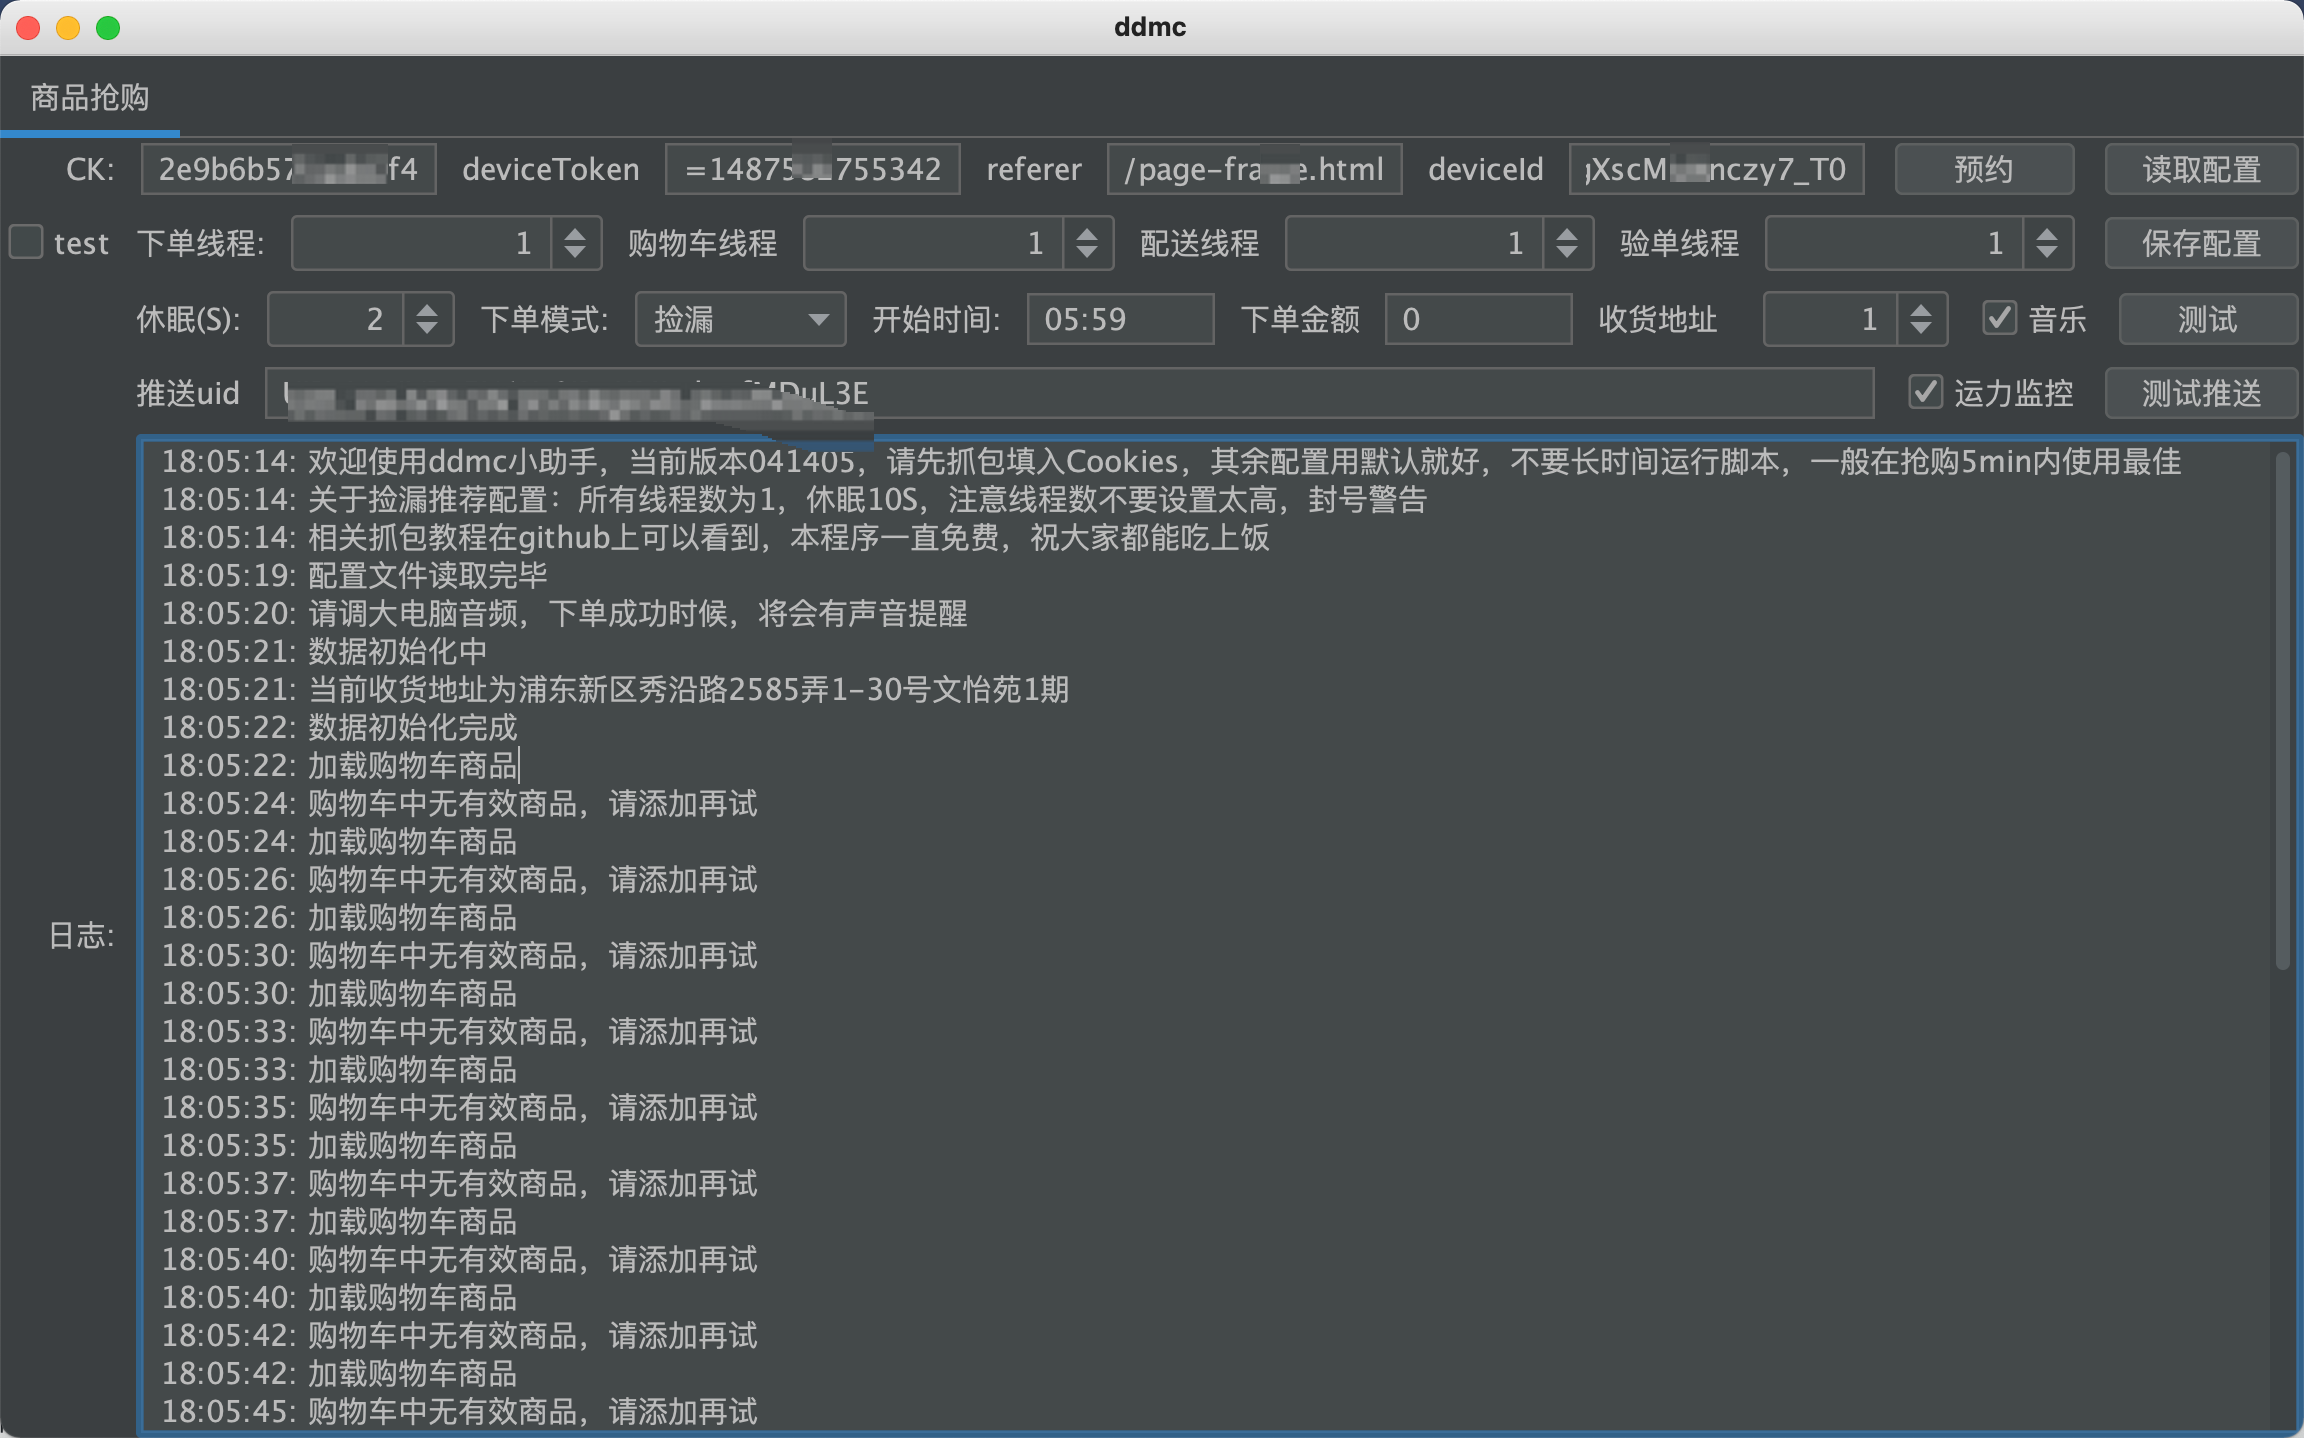 ddmc
商品抢购
CK: 2e9b6b57 f4 deviceToken =14875 755342 referer /page-fra e.html deviceId XscM nczy7_T0 预约 读取配置
test 下单线程: 1 购物车线程 1 配送线程 1 验单线程 1 保存配置
休眠(S): 2 下单模式: 捡漏 开始时间: 05:59 下单金额 0 收货地址 1 音乐 测试
推送uid uL3E 运力监控 测试推送
18:05:14: 欢迎使用ddmc小助手，当前版本041405，请先抓包填入Cookies，其余配置用默认就好，不要长时间运行脚本，一般在抢购5min内使用最佳
18:05:14: 关于捡漏推荐配置：所有线程数为1，休眠10S，注意线程数不要设置太高，封号警告
18:05:14: 相关抓包教程在github上可以看到，本程序一直免费，祝大家都能吃上饭
18:05:19: 配置文件读取完毕
18:05:20: 请调大电脑音频，下单成功时候，将会有声音提醒
18:05:21: 数据初始化中
18:05:21: 当前收货地址为浦东新区秀沿路2585弄1-30号文怡苑1期
18:05:22: 数据初始化完成
18:05:22: 加载购物车商品
18:05:24: 购物车中无有效商品，请添加再试
18:05:24: 加载购物车商品
18:05:26: 购物车中无有效商品，请添加再试
18:05:26: 加载购物车商品
18:05:30: 购物车中无有效商品，请添加再试
18:05:30: 加载购物车商品
18:05:33: 购物车中无有效商品，请添加再试
18:05:33: 加载购物车商品
18:05:35: 购物车中无有效商品，请添加再试
18:05:35: 加载购物车商品
18:05:37: 购物车中无有效商品，请添加再试
18:05:37: 加载购物车商品
18:05:40: 购物车中无有效商品，请添加再试
18:05:40: 加载购物车商品
18:05:42: 购物车中无有效商品，请添加再试
18:05:42: 加载购物车商品
18:05:45: 购物车中无有效商品，请添加再试
日志: